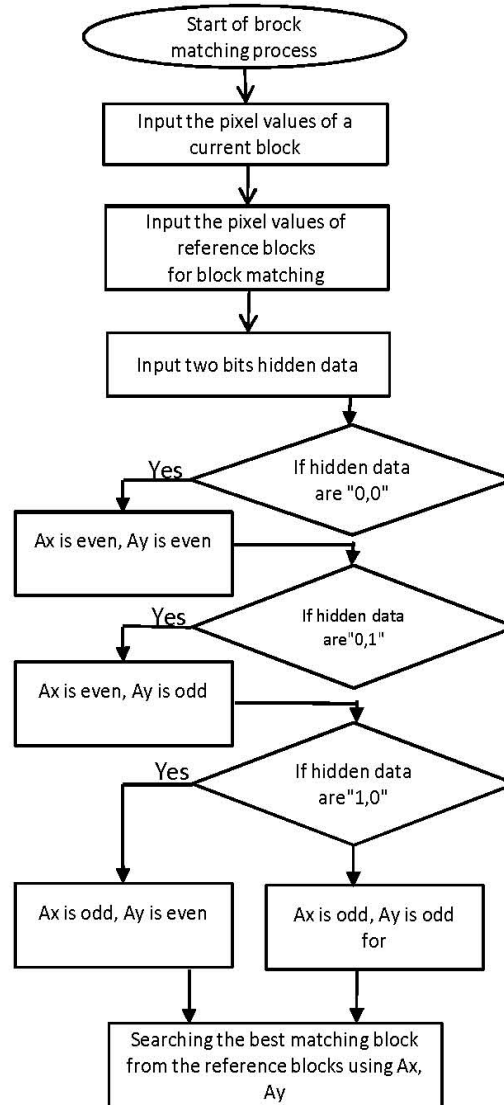 Start of brock
matching process
Input the pixel values of a
current block
Input the pixel values of
reference blocks
for block matching
Input two bits hidden data
If hidden data
are "0,0"
Yes
Ax is even, Ay is even
If hidden data
are"0,1"
Yes
Ax is even, Ay is odd
If hidden data
are"1,0"
Yes
Ax is odd, Ay is even
Ax is odd, Ay is odd
for
Searching the best matching block
from the reference blocks using Ax,
Ay